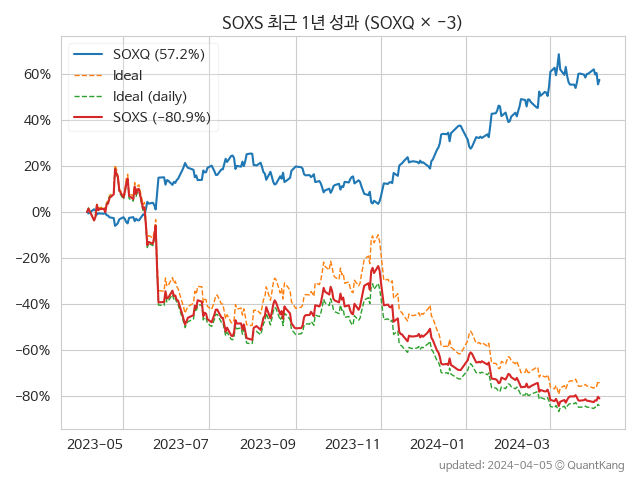 SOXS 최근 1년 성과 (SOXQ × −3)
SOXQ (57.2%)
Ideal
Ideal (daily)
SOXS (−80.9%)
60%
40%
20%
0%
−20%
−40%
−60%
−80%
2023-05 2023-07 2023-09 2023-11 2024-01 2024-03
updated: 2024-04-05 © QuantKang